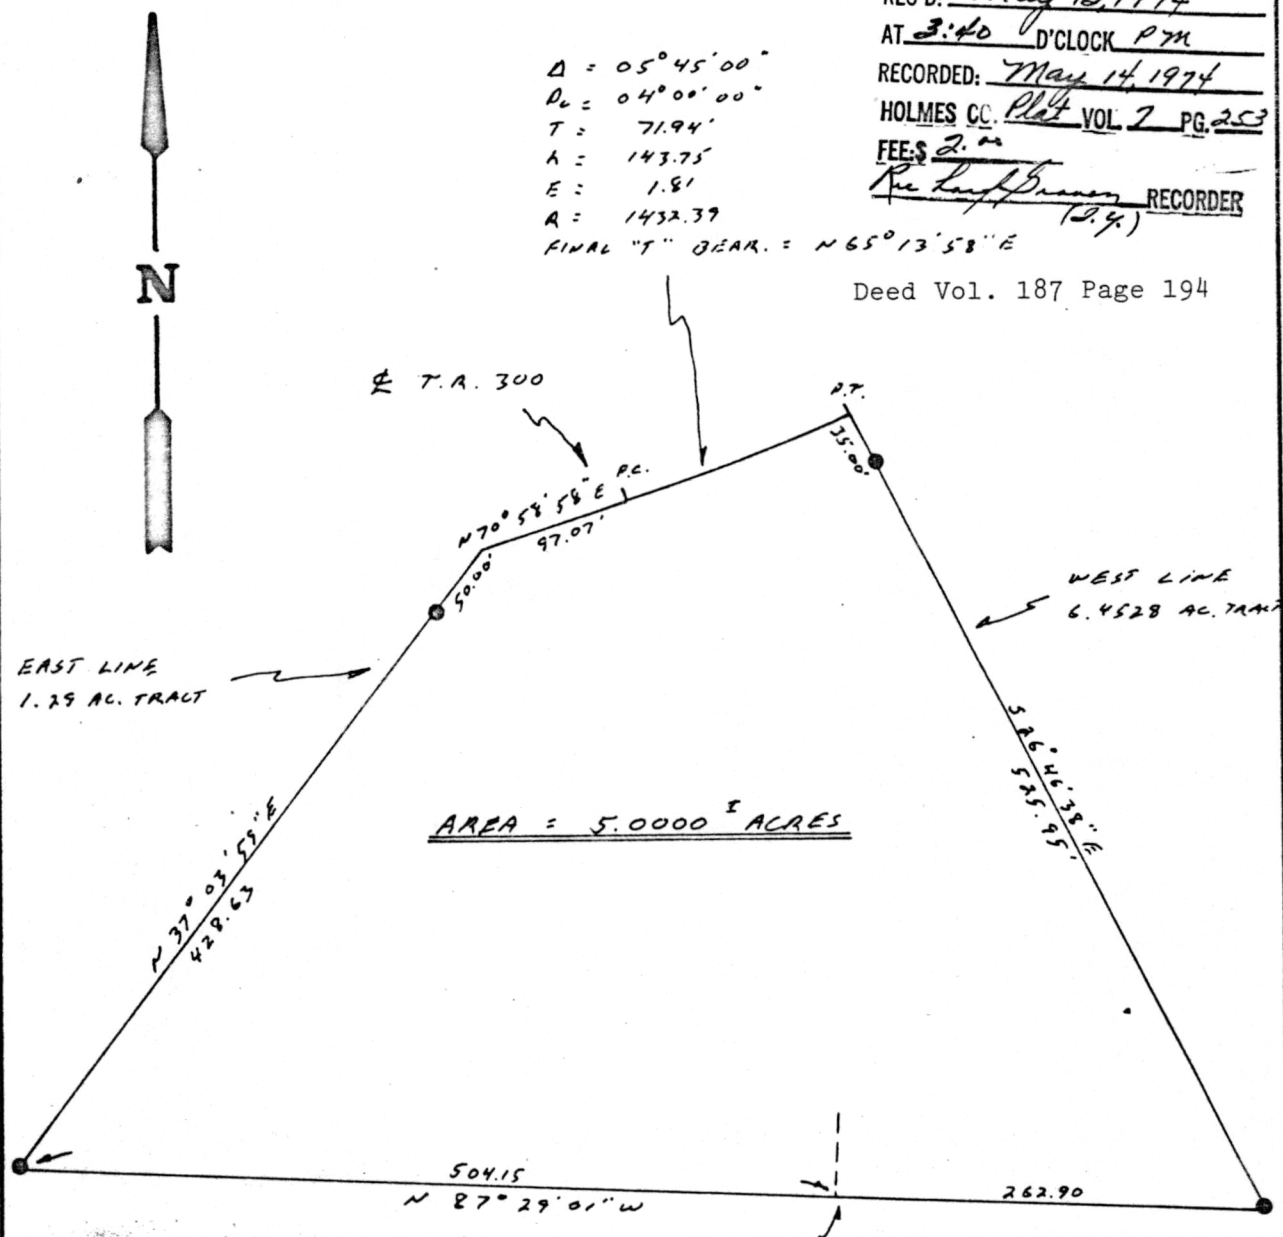 REC'D.
AT 3:40 O'CLOCK PM
RECORDED: May 14, 1974
HOLMES CC. Plat VOL 7 PG. 253
FEE:$ 2.00
RECORDER
(J.Y.)
Δ = 05° 45' 00"
Dc = 04° 00' 00"
T = 71.94'
L = 143.75
E = 1.81
R = 1432.39
FINAL "T" BEAR. = N 65° 13' 58" E
Deed Vol. 187 Page 194
N
℄ T.R. 300
P.T.
35.00'
P.C.
N 70° 58' 58" E
97.07'
50.00'
WEST LINE
6.4528 AC. TRACT
EAST LINE
1.29 AC. TRACT
S 26° 46' 38" E
525.95'
AREA = 5.0000 ± ACRES
N 37° 03' 59" E
428.63
504.15
N 87° 29' 01" W
262.90